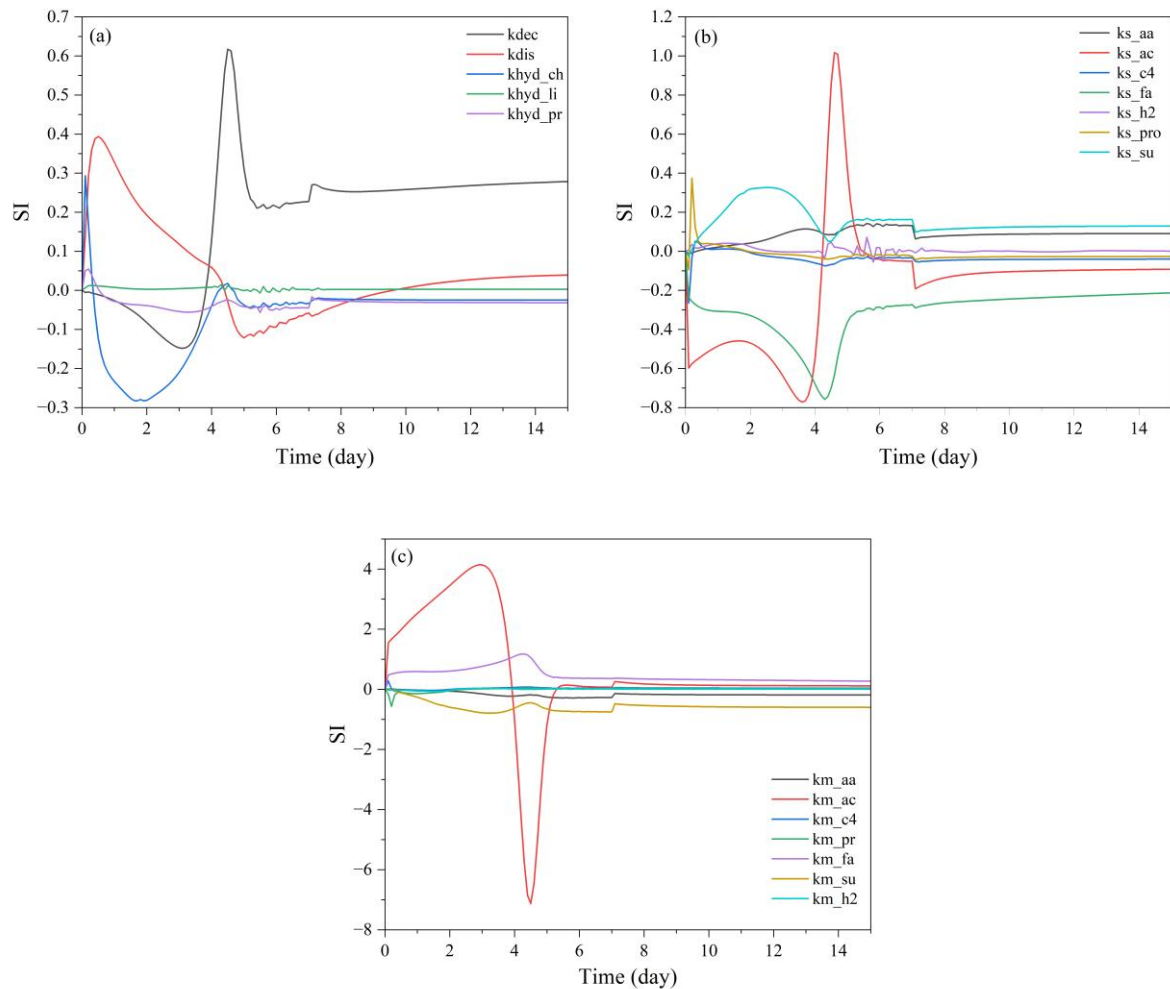 (a)
kdec
kdis
khyd_ch
khyd_li
khyd_pr
0.7
0.6
0.5
0.4
0.3
0.2
0.1
0.0
−0.1
−0.2
−0.3
SI
0 2 4 6 8 10 12 14
Time (day)
(b)
ks_aa
ks_ac
ks_c4
ks_fa
ks_h2
ks_pro
ks_su
1.2
1.0
0.8
0.6
0.4
0.2
0.0
−0.2
−0.4
−0.6
−0.8
SI
0 2 4 6 8 10 12 14
Time (day)
(c)
4
2
0
−2
−4
−6
−8
SI
km_aa
km_ac
km_c4
km_pr
km_fa
km_su
km_h2
0 2 4 6 8 10 12 14
Time (day)